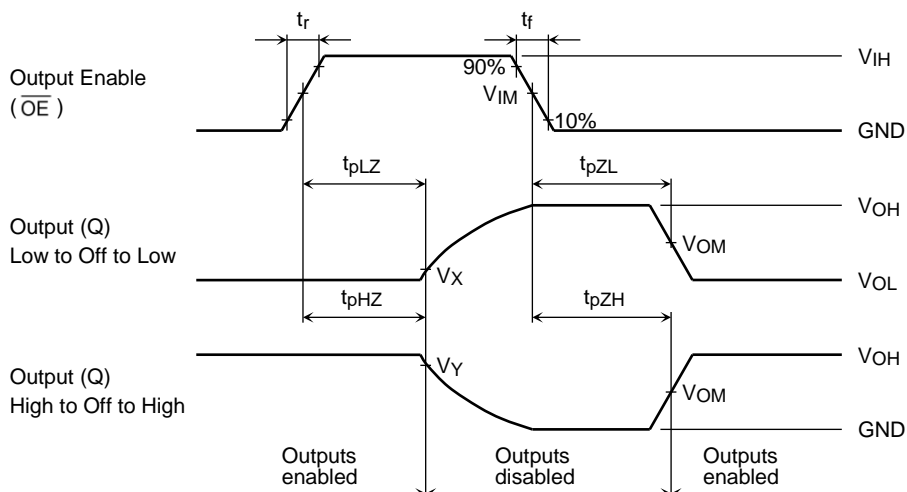 tr
tf
Output Enable
( OE )
90%
VIM
10%
VIH
GND
tpLZ
tpZL
Output (Q)
Low to Off to Low
VX
VOM
VOH
VOL
tpHZ
tpZH
Output (Q)
High to Off to High
VY
VOM
VOH
GND
Outputs
enabled
Outputs
disabled
Outputs
enabled